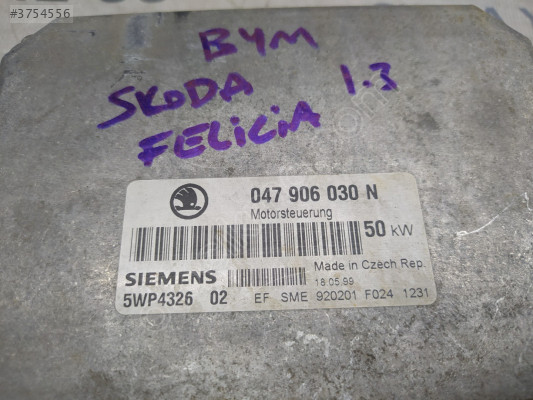 #3754556
BYM
SKODA 1.3
FELICIA
047 906 030 N
Motorsteuerung
50 kW
SIEMENS
Made in Czech Rep.
18.05.99
5WP4326 02 EF SME 920201 F024 1231